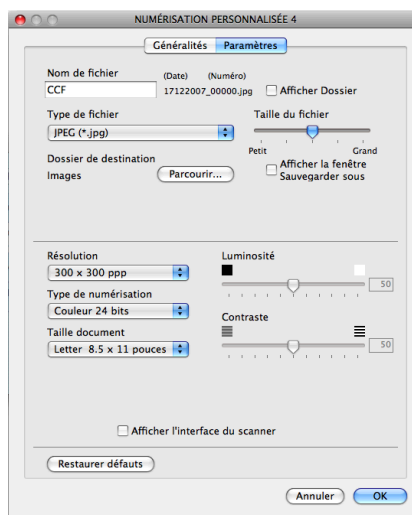 NUMÉRISATION PERSONNALISÉE 4
Généralités Paramètres
Nom de fichier (Date) (Numéro)
CCF 17122007_00000.jpg Afficher Dossier
Type de fichier Taille du fichier
JPEG (*.jpg)
Petit Grand
Dossier de destination
Images Parcourir... Afficher la fenêtre
Sauvegarder sous
Résolution Luminosité
300 x 300 ppp
50
Type de numérisation
Couleur 24 bits Contraste
Taille document
Letter 8.5 x 11 pouces 50
Afficher l'interface du scanner
Restaurer défauts
Annuler OK